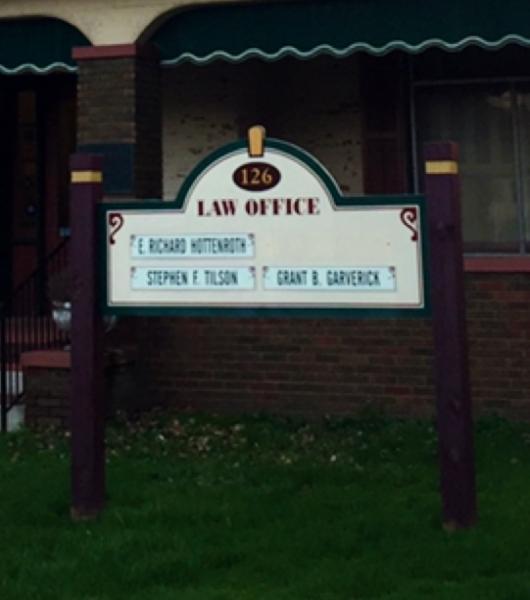 126
LAW OFFICE
E. RICHARD HOTTENROTH
STEPHEN F. TILSON GRANT B. GARVERICK